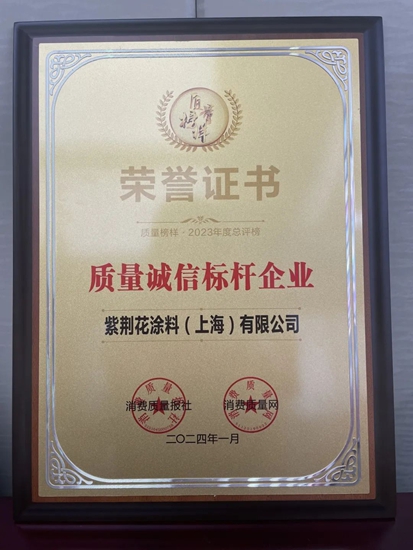 质量
榜样
荣誉证书
质量榜样·2023年度总评榜
质量诚信标杆企业
紫荆花涂料（上海）有限公司
消费质量报社
消费质量网
二〇二四年一月